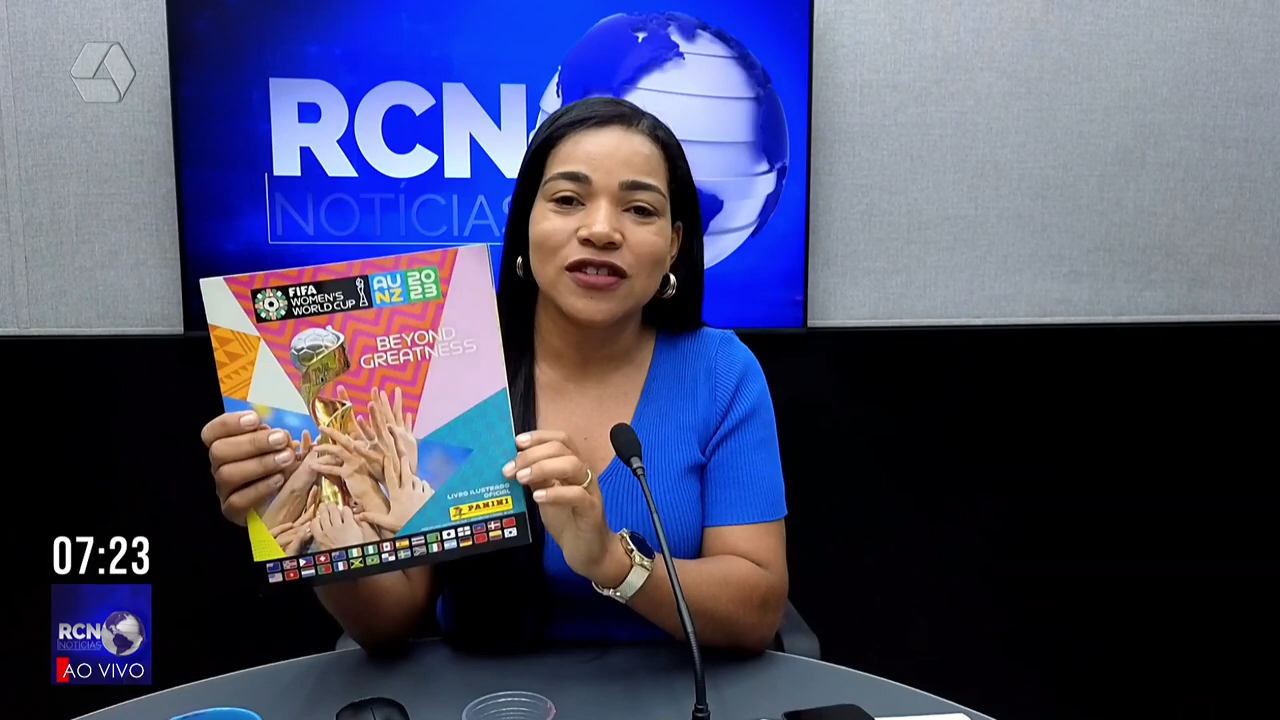 RCN
NOTÍCIAS
FIFA
WOMEN'S
WORLD CUP
AU
NZ
20
23
BEYOND
GREATNESS
LIVRO ILUSTRADO
OFICIAL
PANINI
07:23
RCN
NOTÍCIAS
AO VIVO